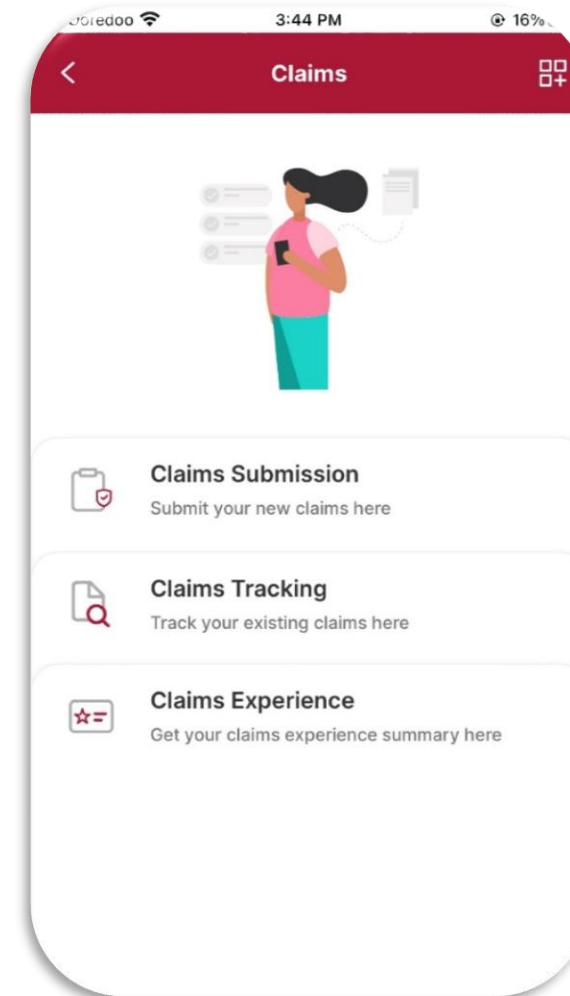 Ooredoo 3:44 PM 16%
Claims
Claims Submission
Submit your new claims here
Claims Tracking
Track your existing claims here
Claims Experience
Get your claims experience summary here